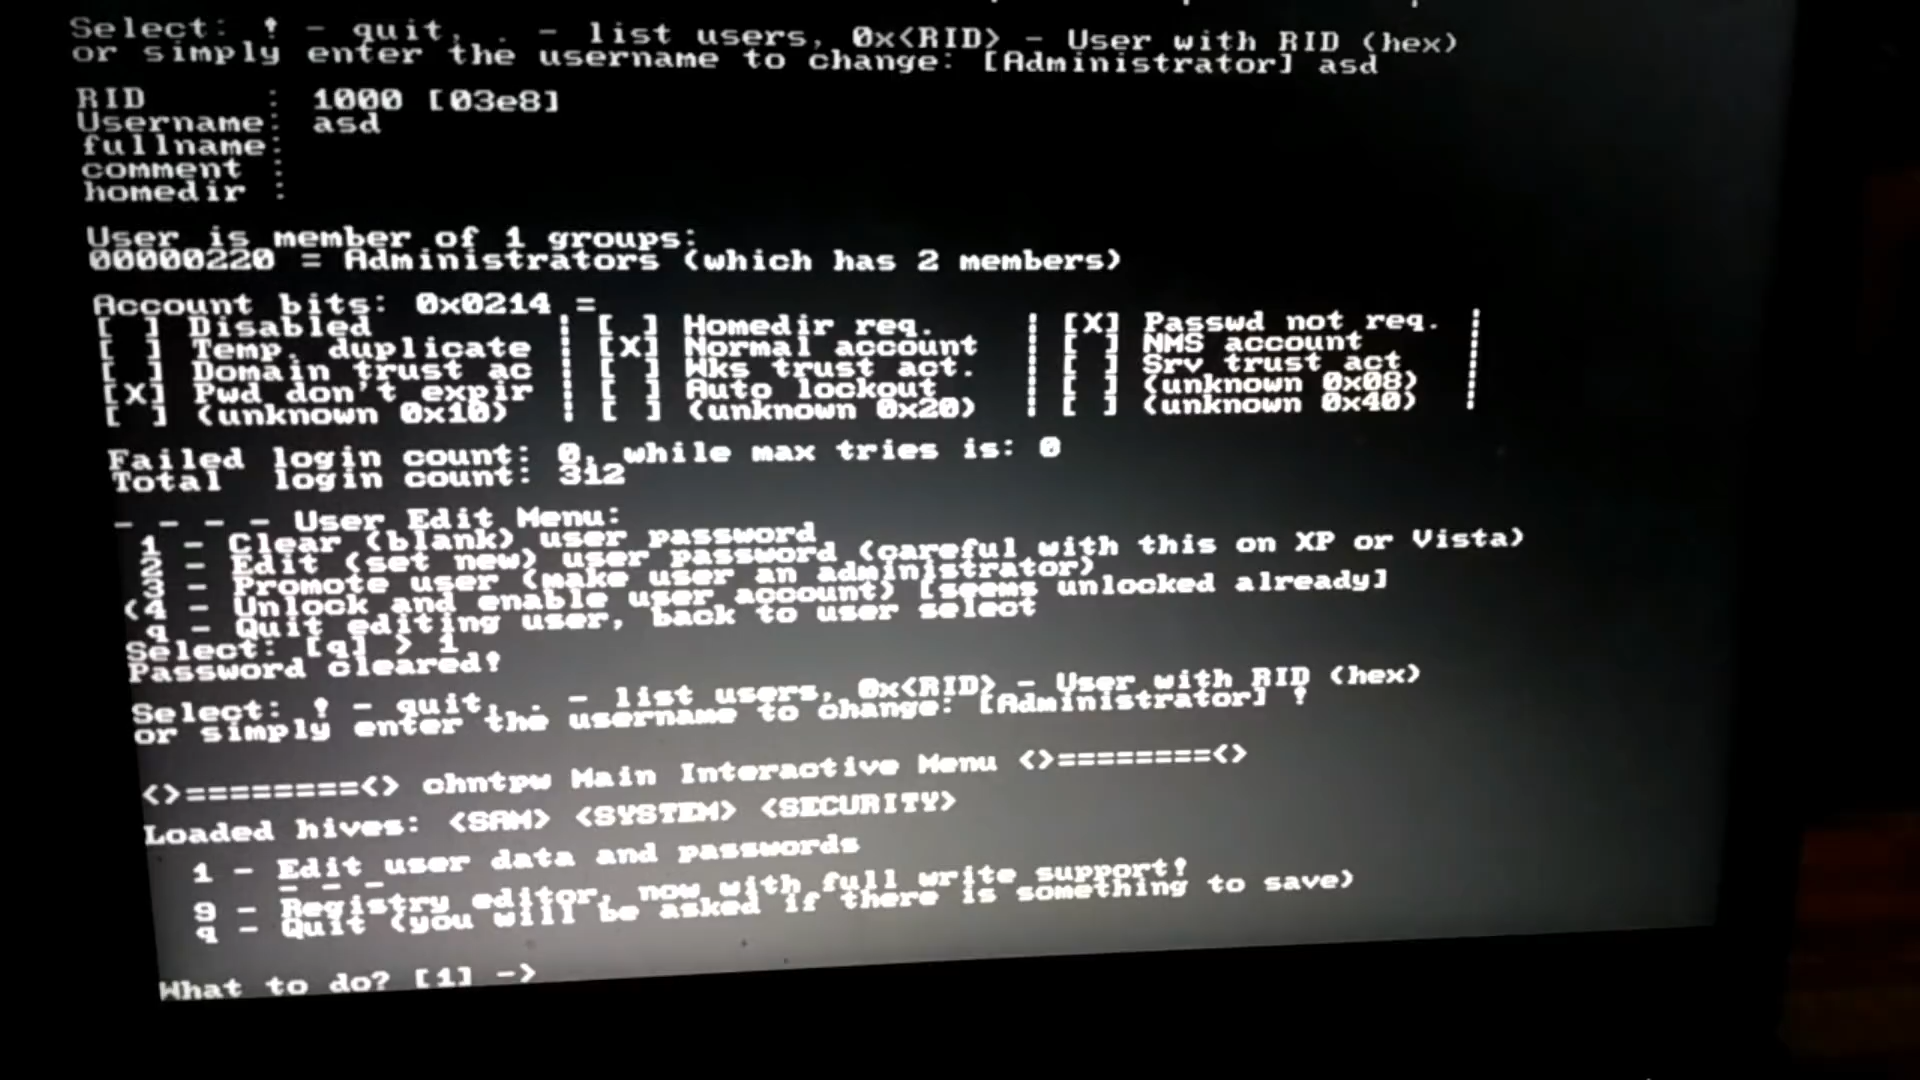 Select: ! - quit, . - list users, 0x<RID> - User with RID (hex)
or simply enter the username to change: [Administrator] asd
RID : 1000 [03e8]
Username: asd
fullname:
comment :
homedir :
User is member of 1 groups:
00000220 = Administrators (which has 2 members)
Account bits: 0x0214 =
[ ] Disabled | [ ] Homedir req. | [X] Passwd not req. |
[ ] Temp. duplicate | [X] Normal account | [ ] NMS account |
[ ] Domain trust ac | [ ] Wks trust act. | [ ] Srv trust act |
[X] Pwd don't expir | [ ] Auto lockout | [ ] (unknown 0x08) |
[ ] (unknown 0x10) | [ ] (unknown 0x20) | [ ] (unknown 0x40) |
Failed login count: 0, while max tries is: 0
Total login count: 312
- - - - User Edit Menu:
1 - Clear (blank) user password
2 - Edit (set new) user password (careful with this on XP or Vista)
3 - Promote user (make user an administrator)
(4 - Unlock and enable user account) [seems unlocked already]
q - Quit editing user, back to user select
Select: [q] > 1
Password cleared!
Select: ! - quit, . - list users, 0x<RID> - User with RID (hex)
or simply enter the username to change: [Administrator] !
<>========<> chntpw Main Interactive Menu <>========<>
Loaded hives: <SAM> <SYSTEM> <SECURITY>
1 - Edit user data and passwords
- - -
9 - Registry editor, now with full write support!
q - Quit (you will be asked if there is something to save)
What to do? [1] ->